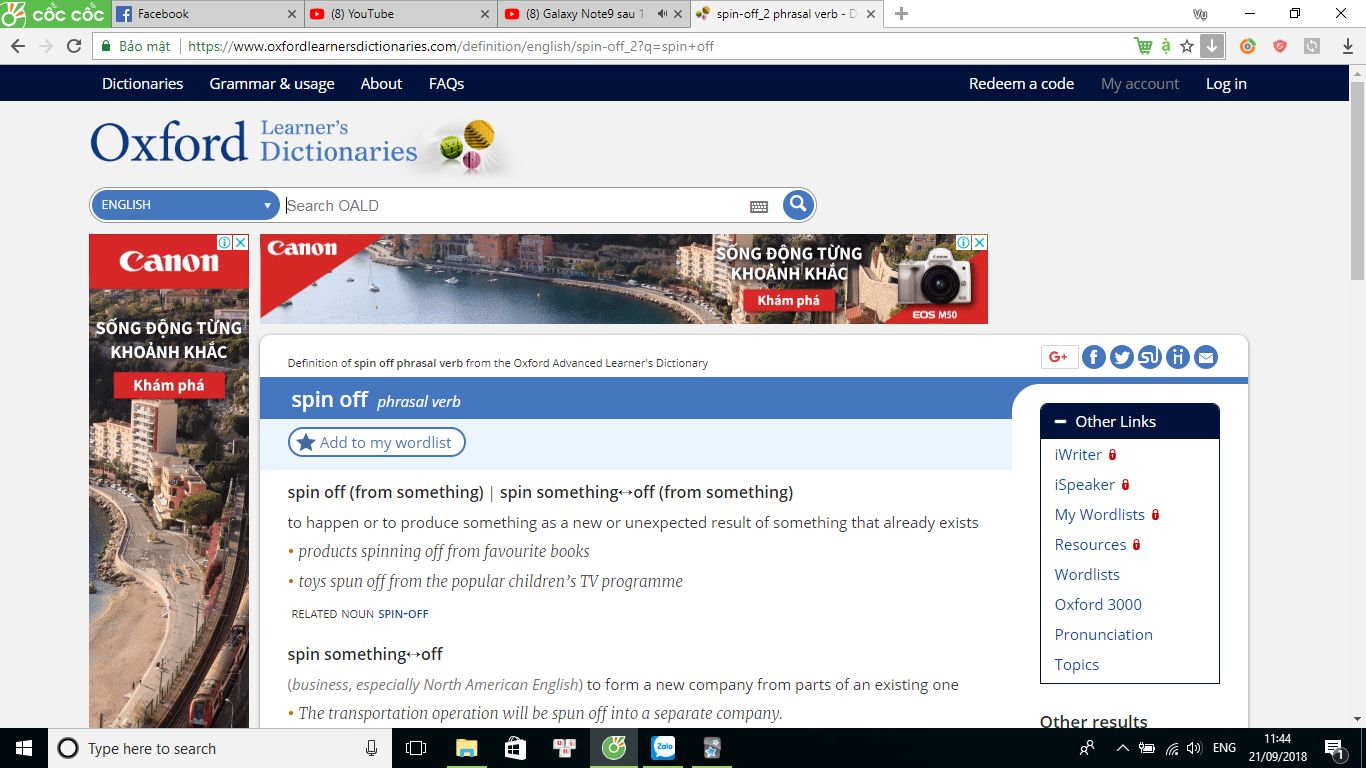 cốc cốc
Facebook
(8) YouTube
(8) Galaxy Note9 sau 1
spin-off_2 phrasal verb - D
Vụ
Bảo mật
https://www.oxfordlearnersdictionaries.com/definition/english/spin-off_2?q=spin+off
Dictionaries
Grammar & usage
About
FAQs
Redeem a code
My account
Log in
Oxford Learner's Dictionaries
ENGLISH
Search OALD
Canon
SỐNG ĐỘNG TỪNG
KHOẢNH KHẮC
Khám phá
Canon
SỐNG ĐỘNG TỪNG
KHOẢNH KHẮC
Khám phá
Canon
EOS M50
Definition of spin off phrasal verb from the Oxford Advanced Learner's Dictionary
G+
spin off phrasal verb
Add to my wordlist
spin off (from something) | spin something↔off (from something)
to happen or to produce something as a new or unexpected result of something that already exists
• products spinning off from favourite books
• toys spun off from the popular children's TV programme
RELATED NOUN SPIN-OFF
spin something↔off
(business, especially North American English) to form a new company from parts of an existing one
• The transportation operation will be spun off into a separate company.
Other Links
iWriter
iSpeaker
My Wordlists
Resources
Wordlists
Oxford 3000
Pronunciation
Topics
Other results
Type here to search
Zalo
ENG
11:44
21/09/2018
1